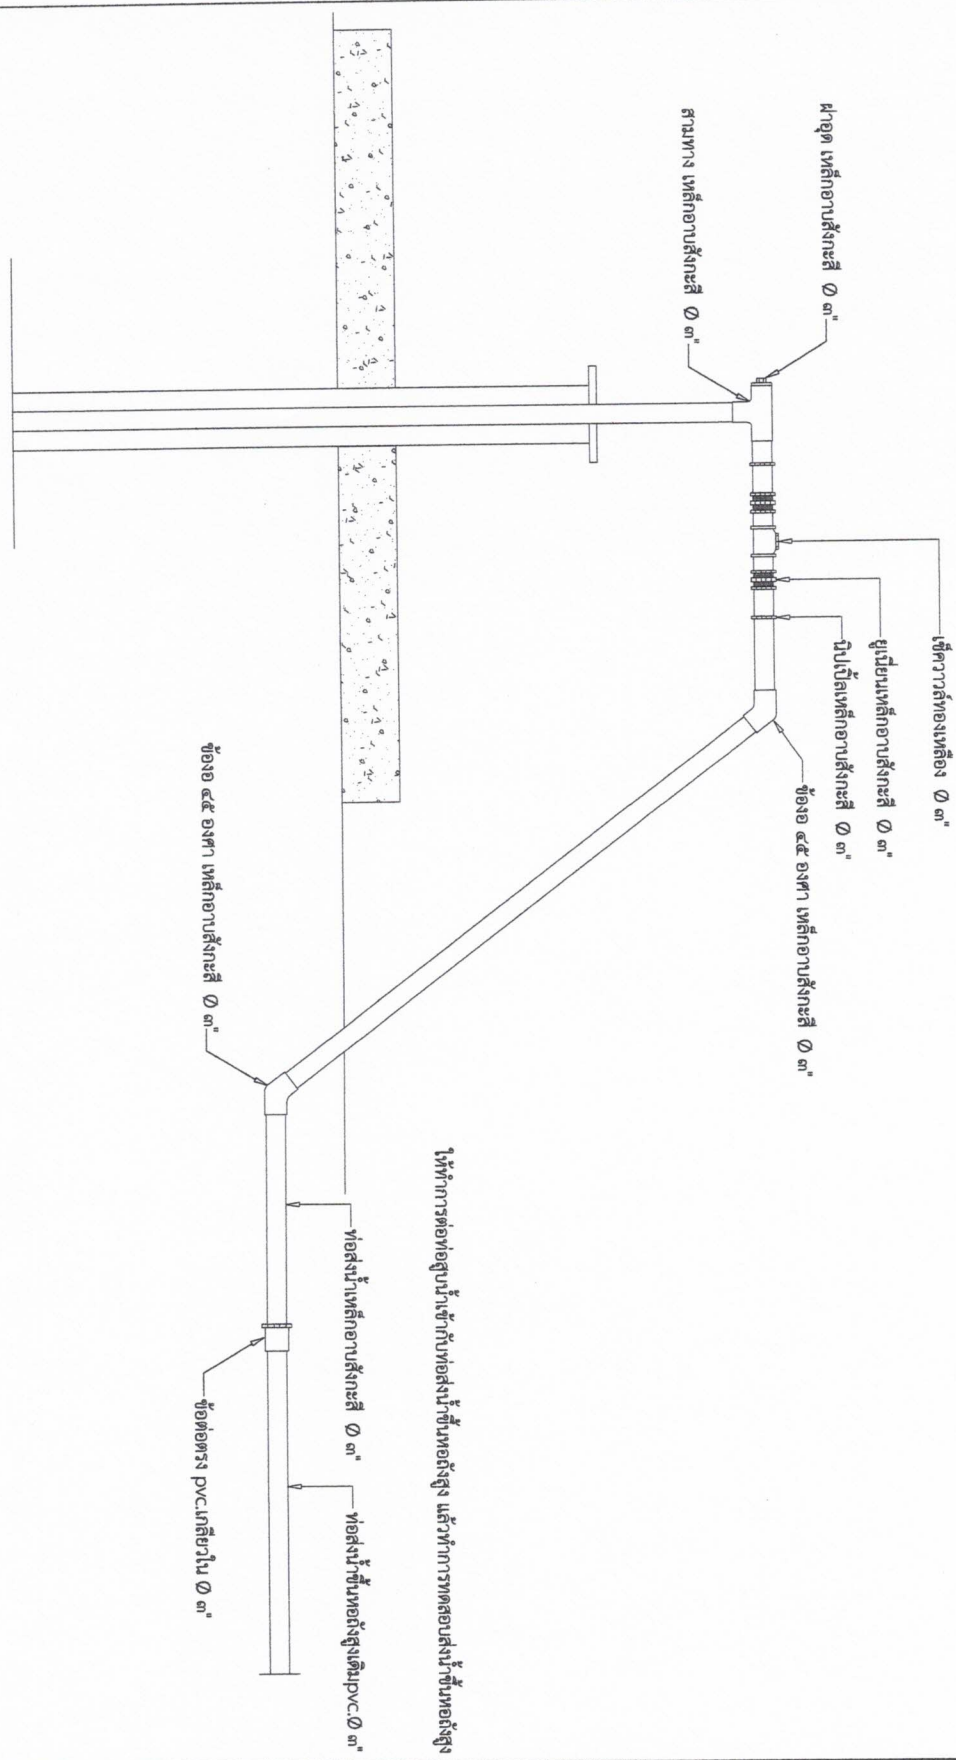 เช็ควาวล์ทองเหลือง Ø ๓"
ยูเนี่ยนเหล็กอาบสังกะสี Ø ๓"
นิปเปิ้ลเหล็กอาบสังกะสี Ø ๓"
ข้องอ ๔๕ องศา เหล็กอาบสังกะสี Ø ๓"
ฝาอุด เหล็กอาบสังกะสี Ø ๓"
สามทาง เหล็กอาบสังกะสี Ø ๓"
ให้ทำการต่อท่อสูบน้ำเข้ากับท่อส่งน้ำขึ้นหอถังสูง แล้วทำการทดสอบส่งน้ำขึ้นหอถังสูง
ท่อส่งน้ำเหล็กอาบสังกะสี Ø ๓"
ท่อส่งน้ำขึ้นหอถังสูงเดิมpvc.Ø ๓"
ข้องอ ๔๕ องศา เหล็กอาบสังกะสี Ø ๓"
ข้อต่อตรง pvc.เกลียวใน Ø ๓"